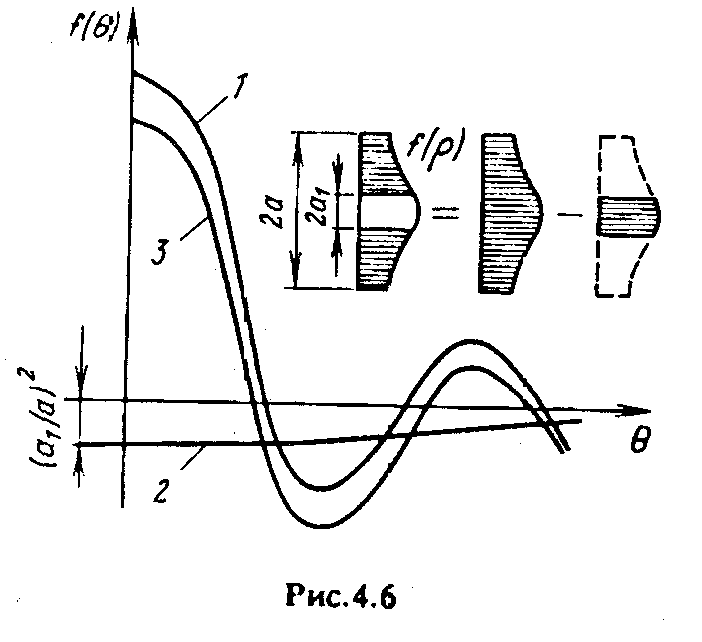 f(θ)
1
f(ρ)
2a
2a₁
=
−
3
(a₁/a)²
2
θ
Рис.4.6